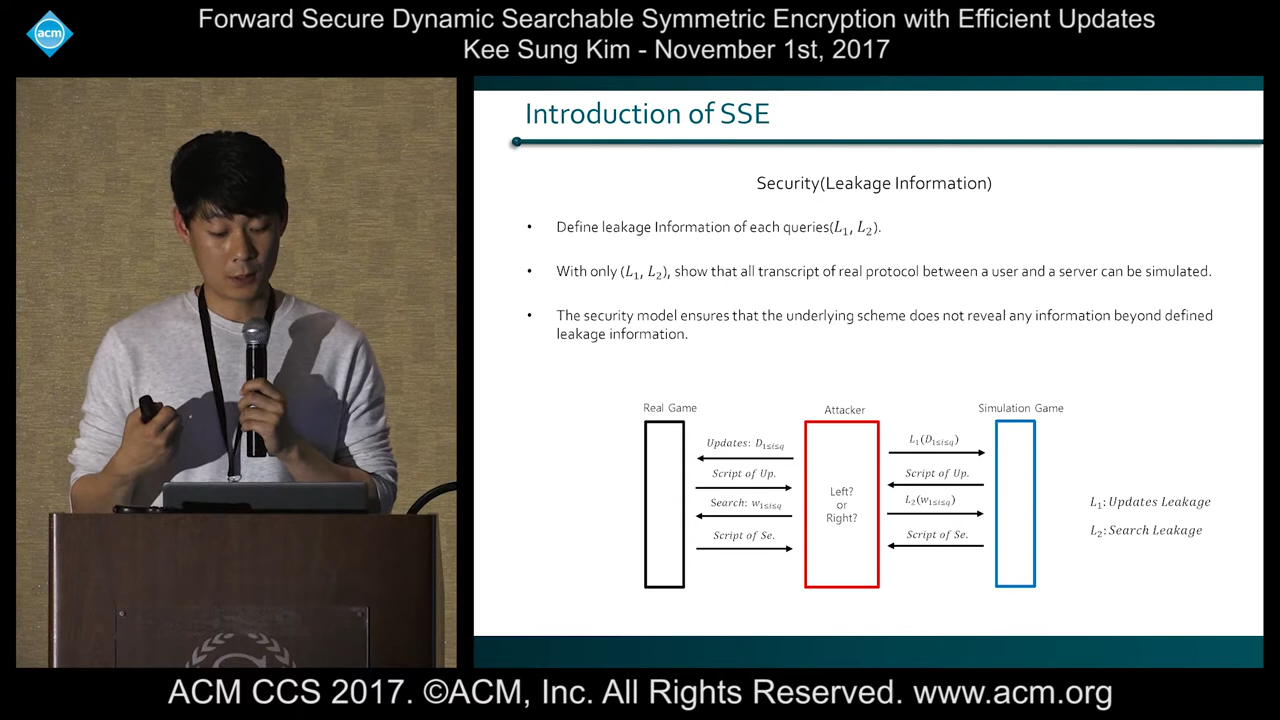 acm
Forward Secure Dynamic Searchable Symmetric Encryption with Efficient Updates
Kee Sung Kim - November 1st, 2017
Introduction of SSE
Security(Leakage Information)
• Define leakage Information of each queries(L₁, L₂).
• With only (L₁, L₂), show that all transcript of real protocol between a user and a server can be simulated.
• The security model ensures that the underlying scheme does not reveal any information beyond defined
leakage information.
Real Game
Attacker
Simulation Game
Updates: D₁≤i≤q
Script of Up.
Search: w₁≤i≤q
Script of Se.
Left?
or
Right?
L₁(D₁≤i≤q)
Script of Up.
L₂(w₁≤i≤q)
Script of Se.
L₁: Updates Leakage
L₂: Search Leakage
ACM CCS 2017. ©ACM, Inc. All Rights Reserved. www.acm.org